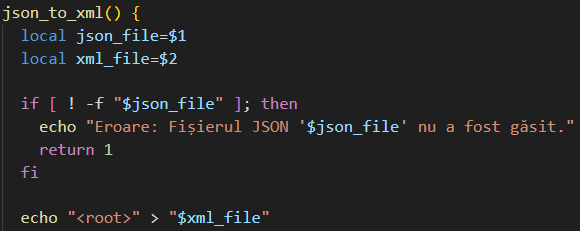 json_to_xml() {
local json_file=$1
local xml_file=$2
if [ ! -f "$json_file" ]; then
echo "Eroare: Fișierul JSON '$json_file' nu a fost găsit."
return 1
fi
echo "<root>" > "$xml_file"